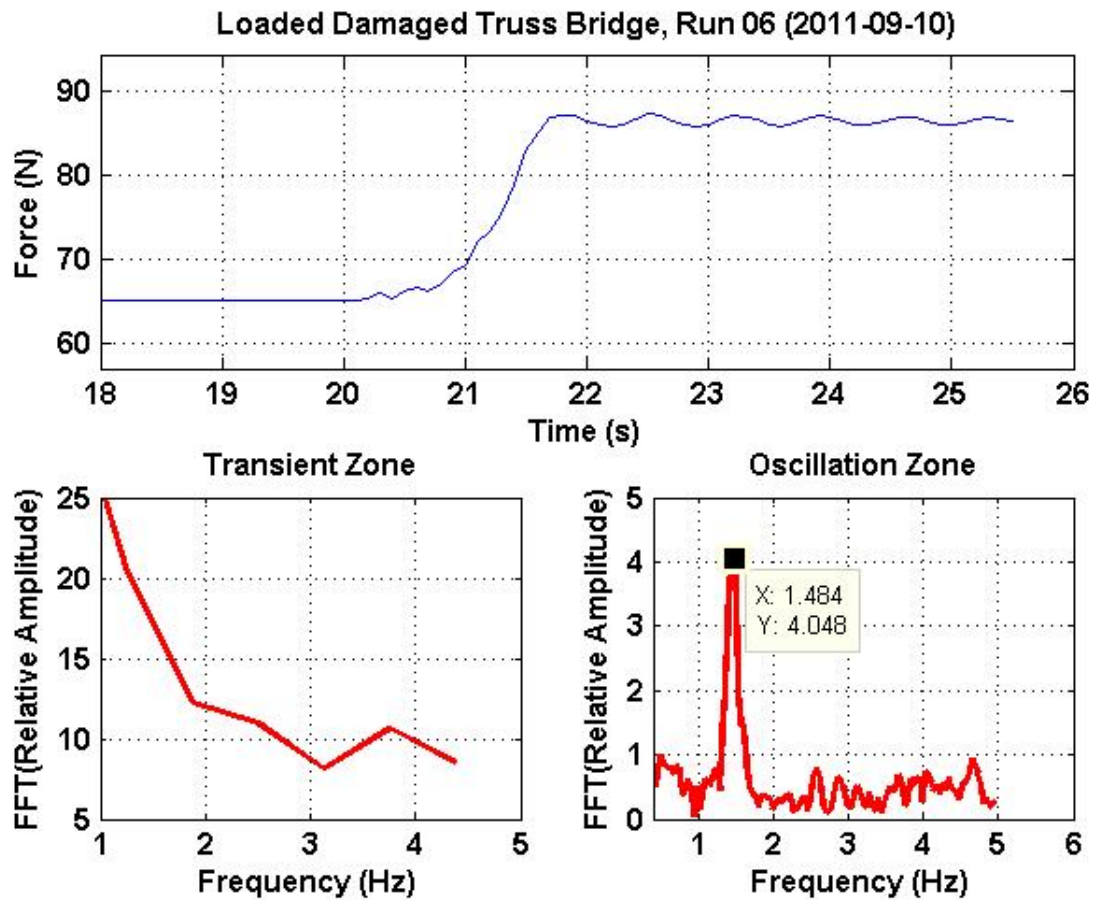 Loaded Damaged Truss Bridge, Run 06 (2011-09-10)
Force (N)
90
80
70
60
18 19 20 21 22 23 24 25 26
Time (s)
Transient Zone
FFT(Relative Amplitude)
25
20
15
10
5
1 2 3 4 5
Frequency (Hz)
Oscillation Zone
FFT(Relative Amplitude)
5
4
3
2
1
0
X: 1.484
Y: 4.048
1 2 3 4 5 6
Frequency (Hz)